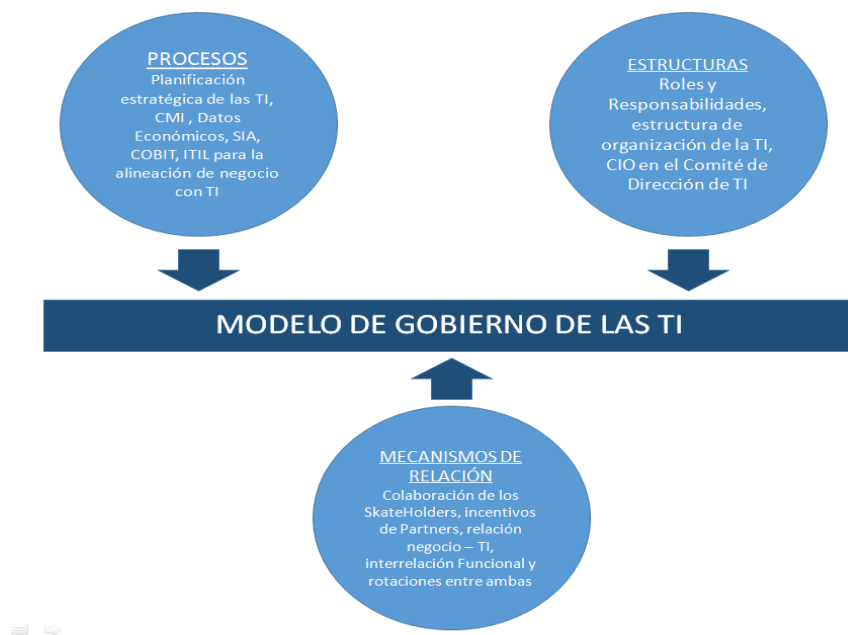 PROCESOS
Planificación
estratégica de las TI,
CMI , Datos
Económicos, SIA,
COBIT, ITIL para la
alineación de negocio
con TI
ESTRUCTURAS
Roles y
Responsabilidades,
estructura de
organización de la TI,
CIO en el Comité de
Dirección de TI
MODELO DE GOBIERNO DE LAS TI
MECANISMOS DE
RELACIÓN
Colaboración de los
SkateHolders, incentivos
de Partners, relación
negocio – TI,
interrelación Funcional y
rotaciones entre ambas